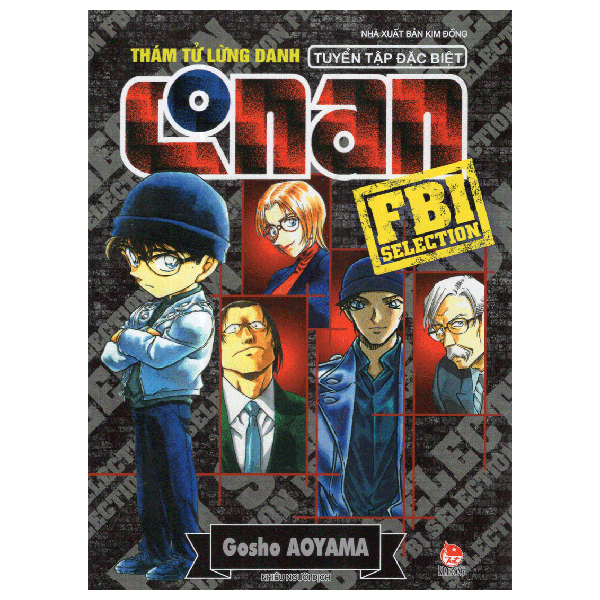 NHÀ XUẤT BẢN KIM ĐỒNG
THÁM TỬ LỪNG DANH
TUYỂN TẬP ĐẶC BIỆT
Conan
FBI
SELECTION
Gosho AOYAMA
NHIỀU NGƯỜI DỊCH